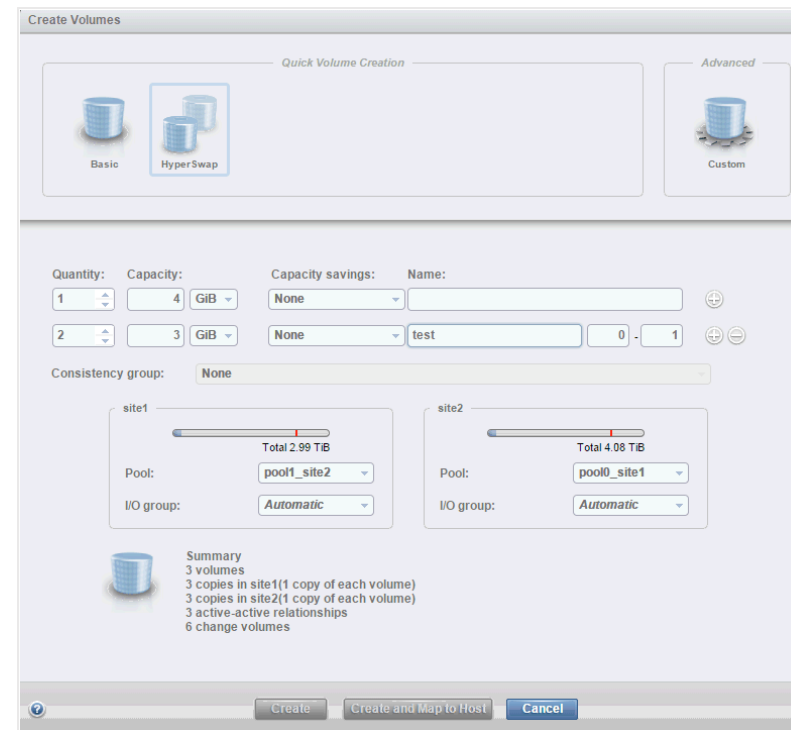 Create Volumes
Quick Volume Creation
Advanced
Basic
HyperSwap
Custom
Quantity: Capacity: Capacity savings: Name:
1 4 GiB None
2 3 GiB None test 0 - 1
Consistency group: None
site1
Total 2.99 TiB
Pool: pool1_site2
I/O group: Automatic
site2
Total 4.08 TiB
Pool: pool0_site1
I/O group: Automatic
Summary
3 volumes
3 copies in site1(1 copy of each volume)
3 copies in site2(1 copy of each volume)
3 active-active relationships
6 change volumes
? Create Create and Map to Host Cancel